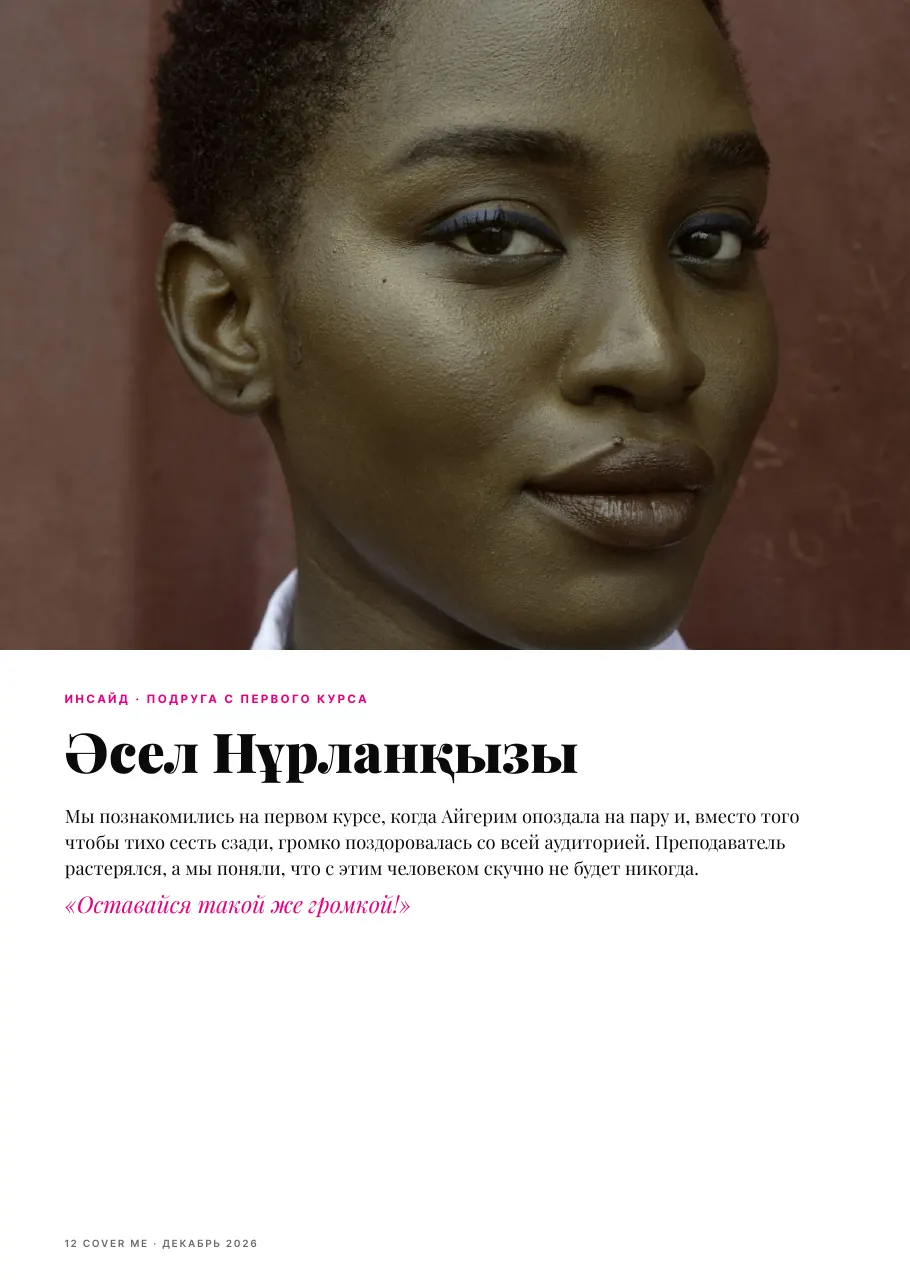 ИНСАЙД · ПОДРУГА С ПЕРВОГО КУРСА
Әсел Нұрланқызы
Мы познакомились на первом курсе, когда Айгерим опоздала на пару и, вместо того
чтобы тихо сесть сзади, громко поздоровалась со всей аудиторией. Преподаватель
растерялся, а мы поняли, что с этим человеком скучно не будет никогда.
«Оставайся такой же громкой!»
12 COVER ME · ДЕКАБРЬ 2026